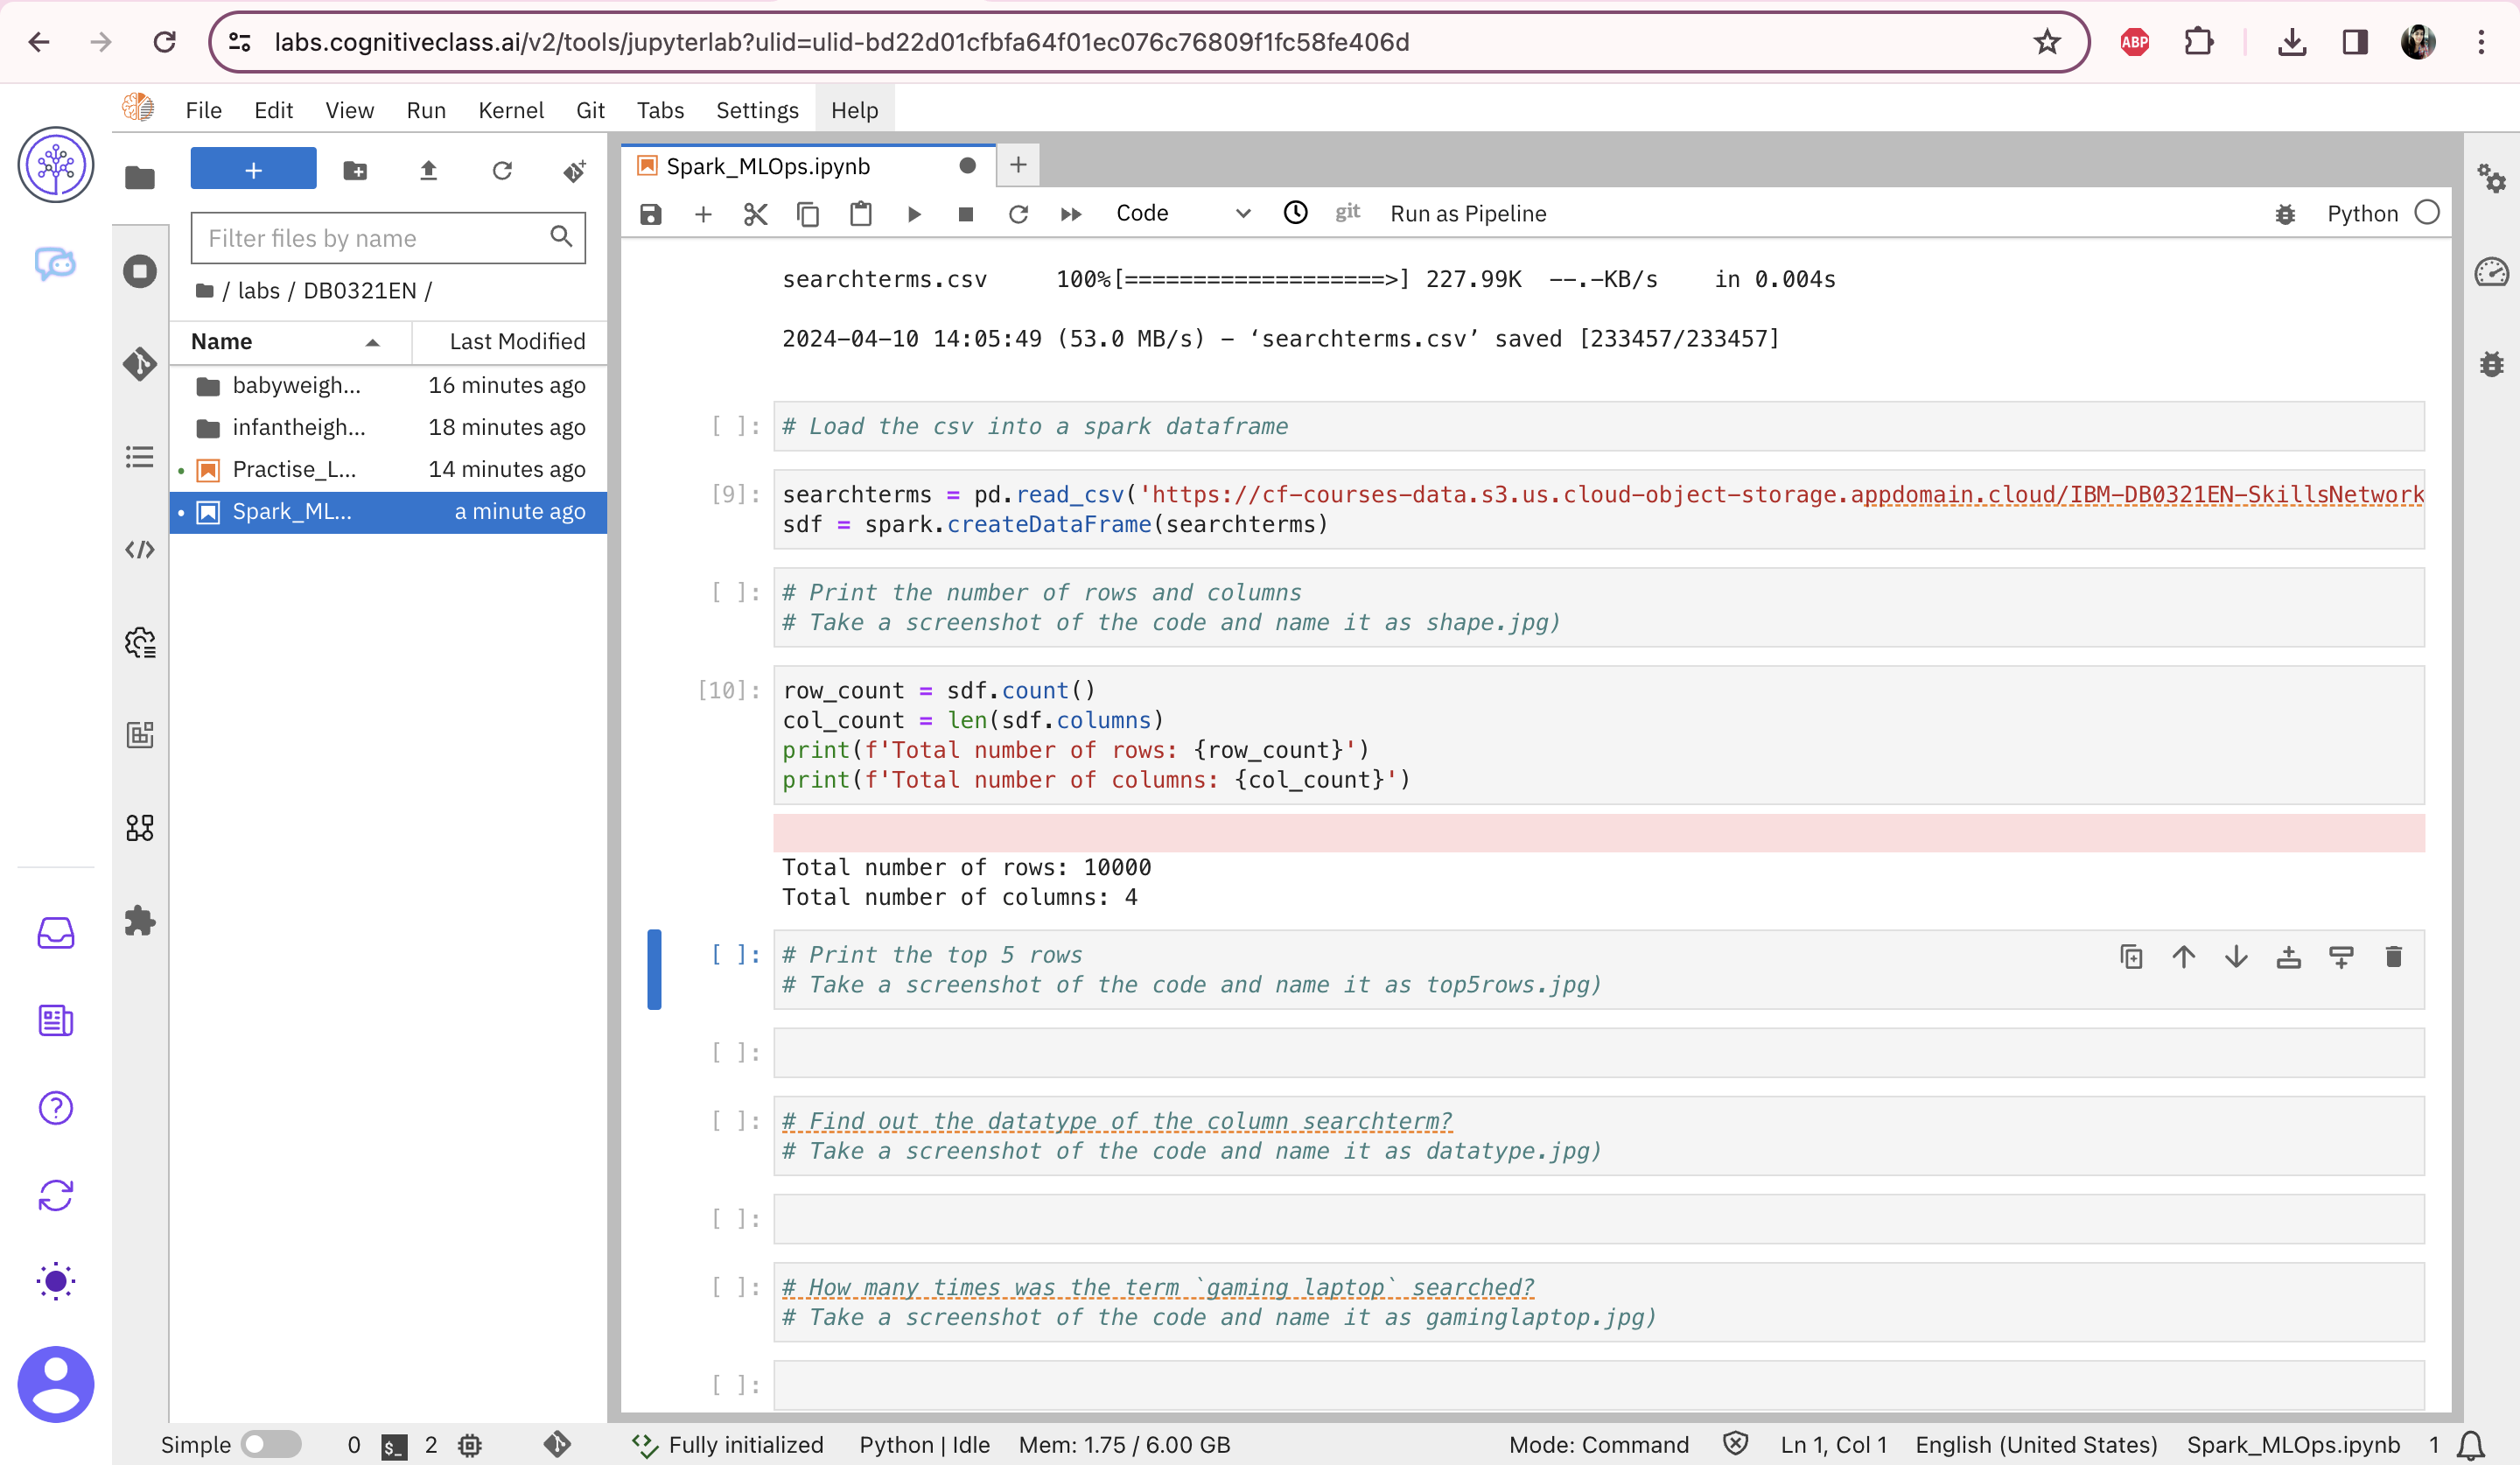 labs.cognitiveclass.ai/v2/tools/jupyterlab?ulid=ulid-bd22d01cfbfa64f01ec076c76809f1fc58fe406d
ABP
File Edit View Run Kernel Git Tabs Settings Help
+
Filter files by name
/ labs / DB0321EN /
Name Last Modified
babyweigh... 16 minutes ago
infantheigh... 18 minutes ago
Practise_L... 14 minutes ago
Spark_ML... a minute ago
Spark_MLOps.ipynb
Code git Run as Pipeline Python
searchterms.csv 100%[===================>] 227.99K --.-KB/s in 0.004s
2024-04-10 14:05:49 (53.0 MB/s) - ‘searchterms.csv’ saved [233457/233457]
[ ]: # Load the csv into a spark dataframe
[9]: searchterms = pd.read_csv('https://cf-courses-data.s3.us.cloud-object-storage.appdomain.cloud/IBM-DB0321EN-SkillsNetwork
sdf = spark.createDataFrame(searchterms)
[ ]: # Print the number of rows and columns
# Take a screenshot of the code and name it as shape.jpg)
[10]: row_count = sdf.count()
col_count = len(sdf.columns)
print(f'Total number of rows: {row_count}')
print(f'Total number of columns: {col_count}')
Total number of rows: 10000
Total number of columns: 4
[ ]: # Print the top 5 rows
# Take a screenshot of the code and name it as top5rows.jpg)
[ ]:
[ ]: # Find out the datatype of the column searchterm?
# Take a screenshot of the code and name it as datatype.jpg)
[ ]:
[ ]: # How many times was the term `gaming laptop` searched?
# Take a screenshot of the code and name it as gaminglaptop.jpg)
[ ]:
Simple 0 $_ 2 Fully initialized Python | Idle Mem: 1.75 / 6.00 GB Mode: Command Ln 1, Col 1 English (United States) Spark_MLOps.ipynb 1